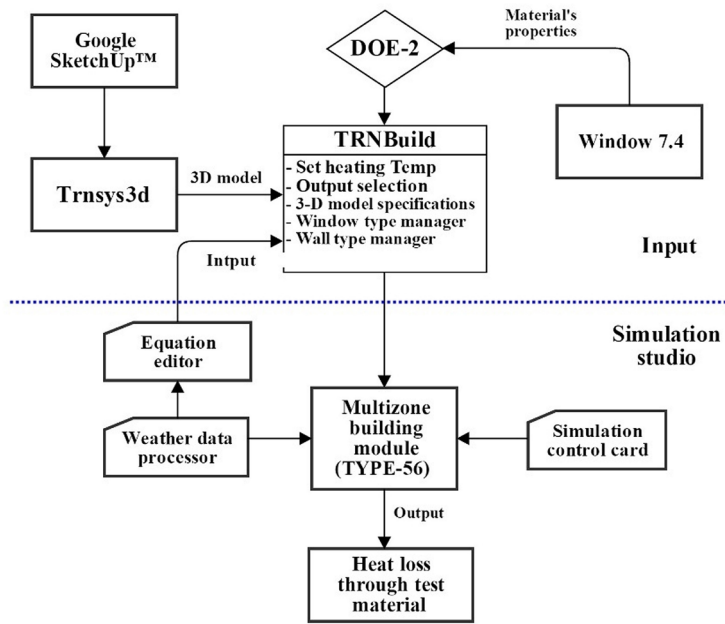 Google
SketchUp™
DOE-2
Material's
properties
Window 7.4
Trnsys3d
3D model
TRNBuild
- Set heating Temp
- Output selection
- 3-D model specifications
- Window type manager
- Wall type manager
Intput
Input
Simulation
studio
Equation
editor
Weather data
processor
Multizone
building
module
(TYPE-56)
Simulation
control card
Output
Heat loss
through test
material